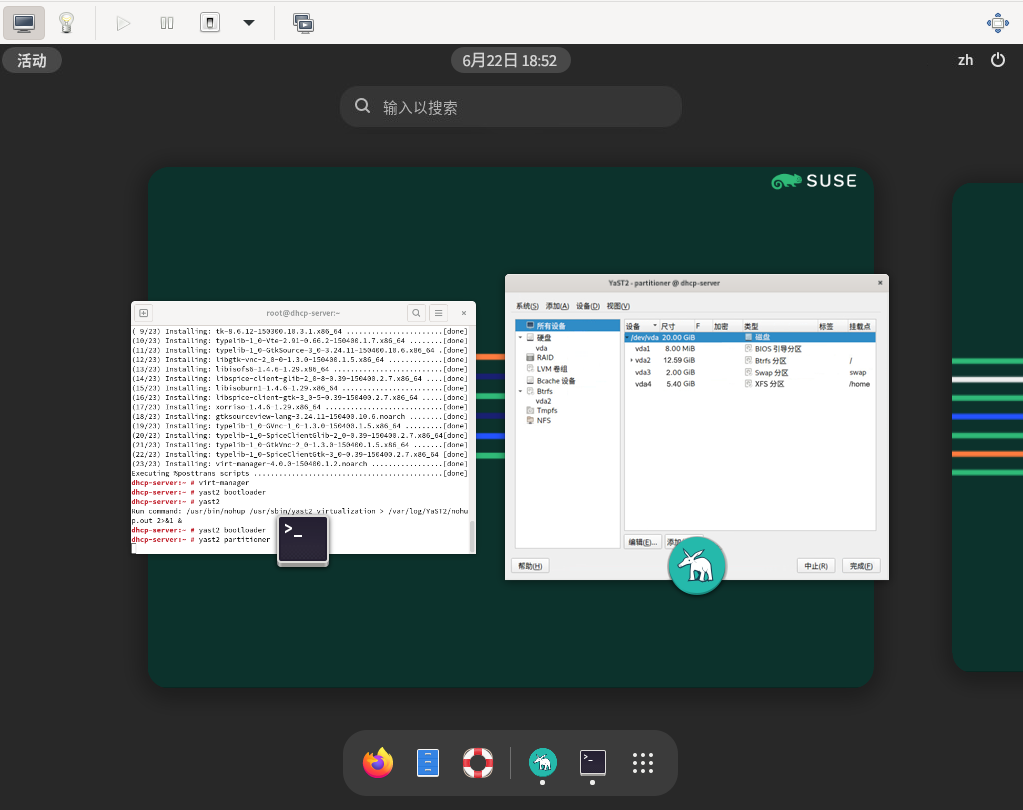 活动
6月22日 18:52
zh
输入以搜索
SUSE
root@dhcp-server:~
( 9/23) Installing: tk-8.6.12-150300.10.3.1.x86_64 .......................[done]
(10/23) Installing: typelib-1_0-Vte-2.91-0.66.2-150400.1.7.x86_64 ........[done]
(11/23) Installing: typelib-1_0-GtkSource-3_0-3.24.11-150400.10.6.x86_64 .[done]
(12/23) Installing: libgtk-vnc-2_0-0-1.3.0-150400.1.5.x86_64 .............[done]
(13/23) Installing: libisofs6-1.4.6-1.29.x86_64 ..........................[done]
(14/23) Installing: libspice-client-glib-2_0-8-0.39-150400.2.7.x86_64 ....[done]
(15/23) Installing: libisoburn1-1.4.6-1.29.x86_64 ........................[done]
(16/23) Installing: libspice-client-gtk-3_0-5-0.39-150400.2.7.x86_64 .....[done]
(17/23) Installing: xorriso-1.4.6-1.29.x86_64 ............................[done]
(18/23) Installing: gtksourceview-lang-3.24.11-150400.10.6.noarch ........[done]
(19/23) Installing: typelib-1_0-GVnc-1_0-1.3.0-150400.1.5.x86_64 .........[done]
(20/23) Installing: typelib-1_0-SpiceClientGlib-2_0-0.39-150400.2.7.x86_64[done]
(21/23) Installing: typelib-1_0-GtkVnc-2_0-1.3.0-150400.1.5.x86_64 .......[done]
(22/23) Installing: typelib-1_0-SpiceClientGtk-3_0-0.39-150400.2.7.x86_64 [done]
(23/23) Installing: virt-manager-4.0.0-150400.1.2.noarch .................[done]
Executing %posttrans scripts .............................................[done]
dhcp-server:~ # virt-manager
dhcp-server:~ # yast2 bootloader
dhcp-server:~ # yast2
Run command: /usr/bin/nohup /usr/sbin/yast2 virtualization > /var/log/YaST2/nohu
p.out 2>&1 &
dhcp-server:~ # yast2 bootloader
dhcp-server:~ # yast2 partitioner
YaST2 - partitioner @ dhcp-server
系统(S) 添加(A) 设备(D) 视图(V)
所有设备
硬盘
vda
RAID
LVM 卷组
Bcache 设备
Btrfs
vda2
Tmpfs
NFS
设备 尺寸 F 加密 类型 标签 挂载点
/dev/vda 20.00 GiB 磁盘
vda1 8.00 MiB BIOS 引导分区
vda2 12.59 GiB Btrfs 分区 /
vda3 2.00 GiB Swap 分区 swap
vda4 5.40 GiB XFS 分区 /home
编辑(E)... 添加
帮助(H) 中止(R) 完成(F)